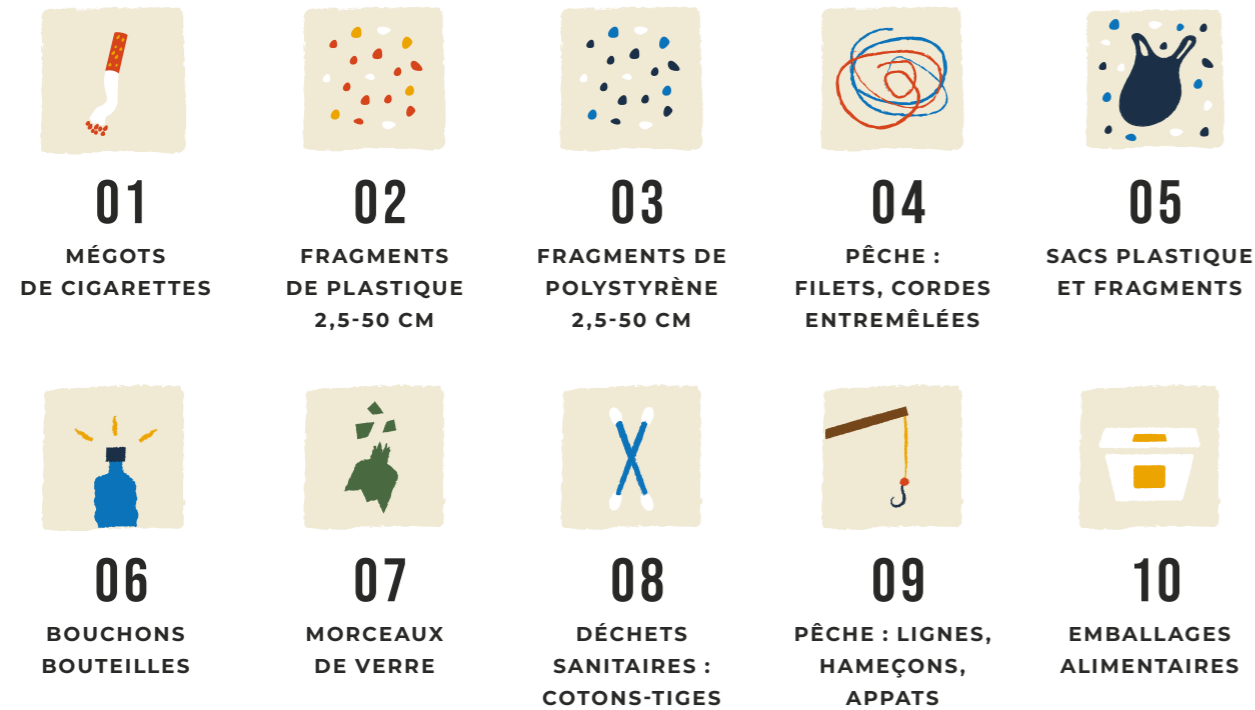 01
MÉGOTS
DE CIGARETTES
02
FRAGMENTS
DE PLASTIQUE
2,5-50 CM
03
FRAGMENTS DE
POLYSTYRÈNE
2,5-50 CM
04
PÊCHE :
FILETS, CORDES
ENTREMÊLÉES
05
SACS PLASTIQUE
ET FRAGMENTS
06
BOUCHONS
BOUTEILLES
07
MORCEAUX
DE VERRE
08
DÉCHETS
SANITAIRES :
COTONS-TIGES
09
PÊCHE : LIGNES,
HAMEÇONS,
APPATS
10
EMBALLAGES
ALIMENTAIRES